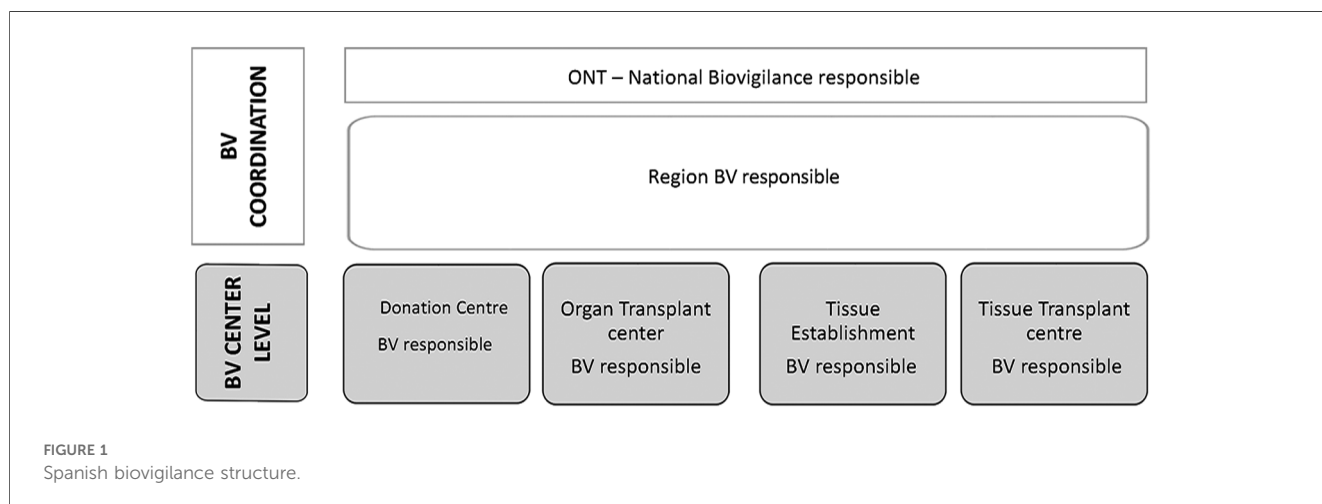 BV
COORDINATION
ONT – National Biovigilance responsible
Region BV responsible
BV CENTER
LEVEL
Donation Centre
BV responsible
Organ Transplant
center
BV responsible
Tissue
Establishment
BV responsible
Tissue Transplant
centre
BV responsible
FIGURE 1
Spanish biovigilance structure.